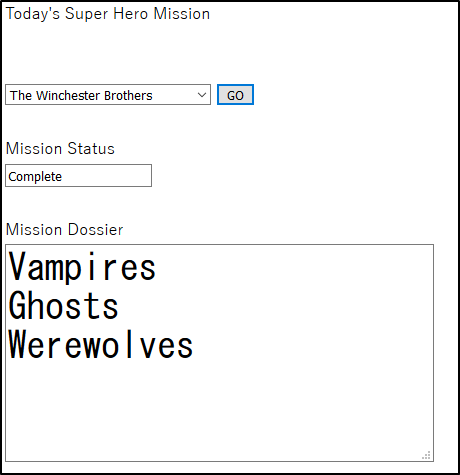 Today's Super Hero Mission
The Winchester Brothers GO
Mission Status
Complete
Mission Dossier
Vampires
Ghosts
Werewolves